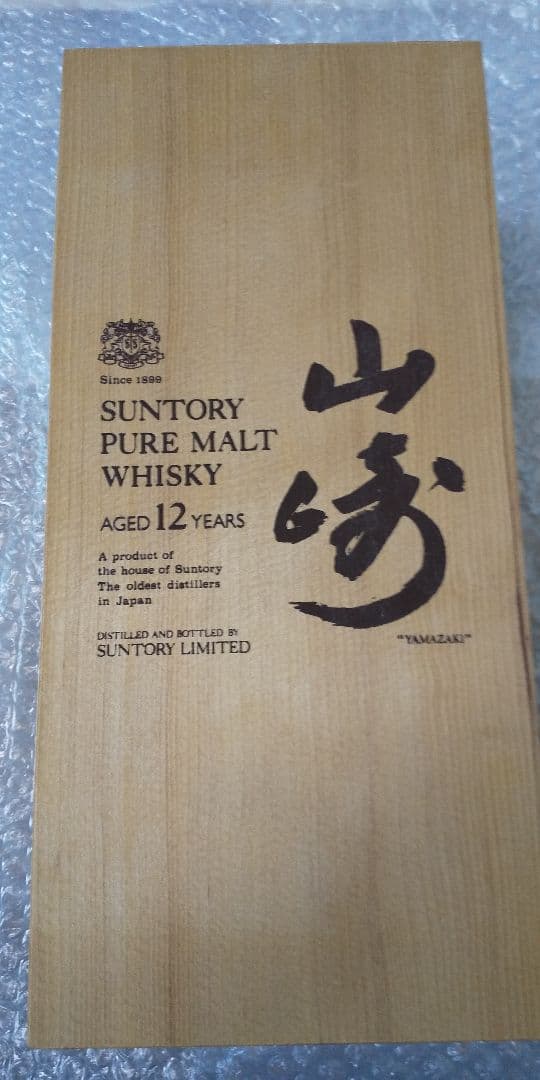 SS
Since 1899
SUNTORY
PURE MALT
WHISKY
AGED 12 YEARS
A product of
the house of Suntory
The oldest distillers
in Japan
DISTILLED AND BOTTLED BY
SUNTORY LIMITED
山崎
"YAMAZAKI"